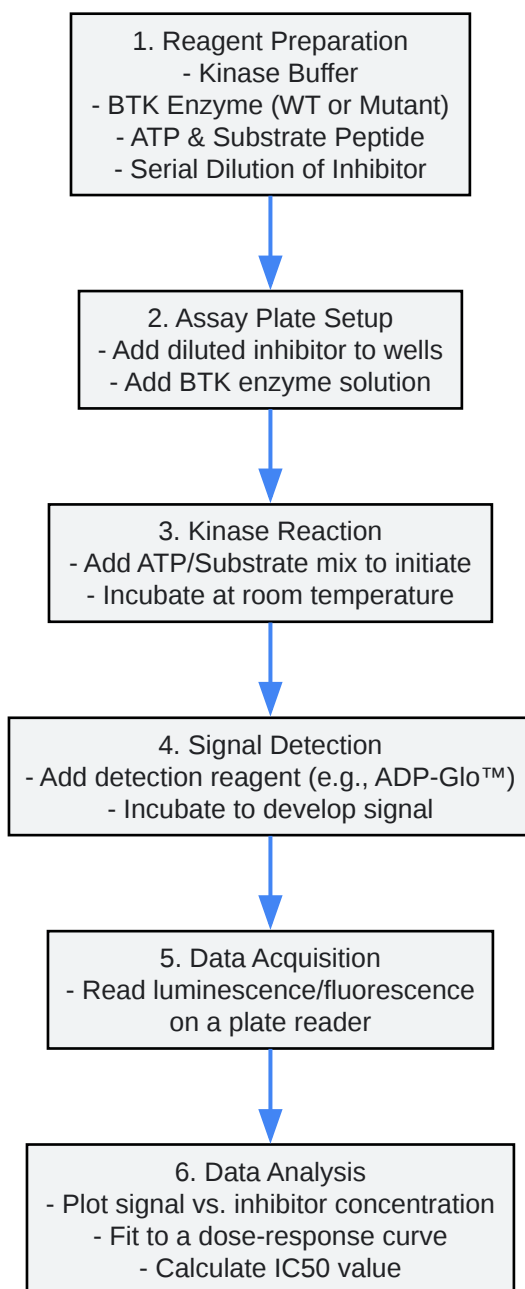 1. Reagent Preparation
- Kinase Buffer
- BTK Enzyme (WT or Mutant)
- ATP & Substrate Peptide
- Serial Dilution of Inhibitor
2. Assay Plate Setup
- Add diluted inhibitor to wells
- Add BTK enzyme solution
3. Kinase Reaction
- Add ATP/Substrate mix to initiate
- Incubate at room temperature
4. Signal Detection
- Add detection reagent (e.g., ADP-Glo™)
- Incubate to develop signal
5. Data Acquisition
- Read luminescence/fluorescence
on a plate reader
6. Data Analysis
- Plot signal vs. inhibitor concentration
- Fit to a dose-response curve
- Calculate IC50 value